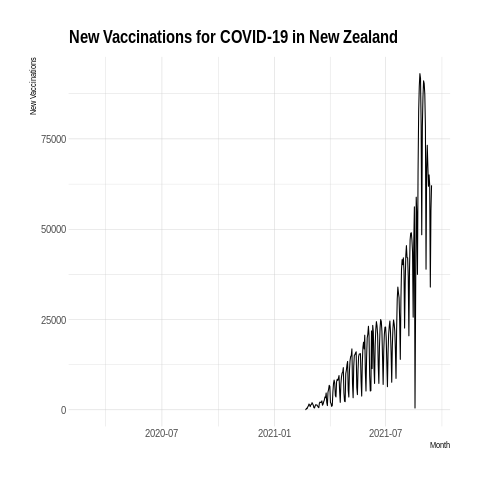 New Vaccinations for COVID-19 in New Zealand
New Vaccinations
75000
50000
25000
0
2020-07
2021-01
2021-07
Month